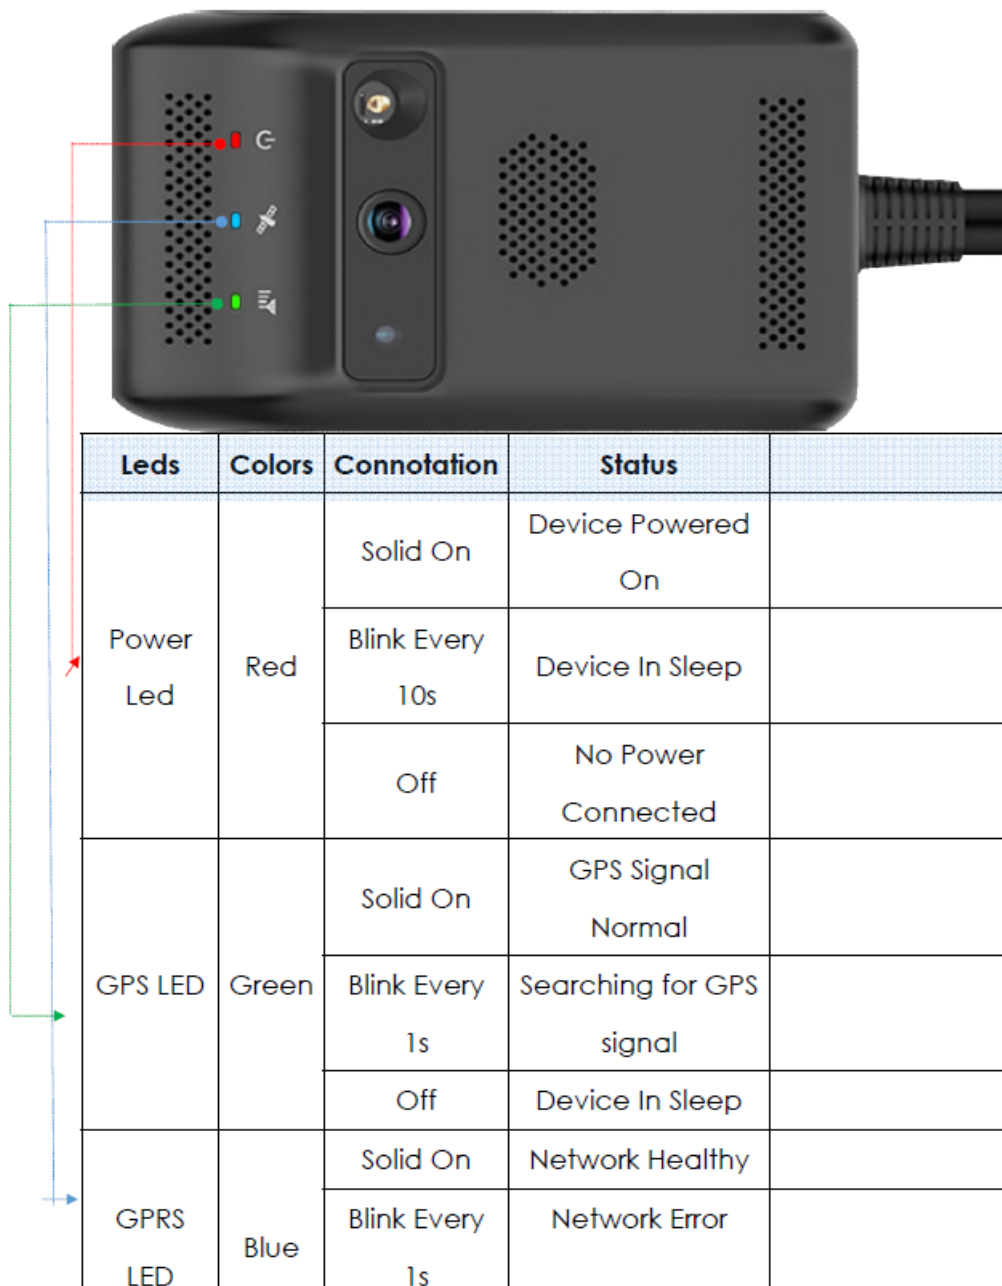 Leds Colors Connotation Status
Solid On
Device Powered
On
Power
Led
Red
Blink Every
10s
Device In Sleep
Off
No Power
Connected
Solid On
GPS Signal
Normal
GPS LED
Green
Blink Every
1s
Searching for GPS
signal
Off
Device In Sleep
Solid On
Network Healthy
GPRS
LED
Blue
Blink Every
1s
Network Error